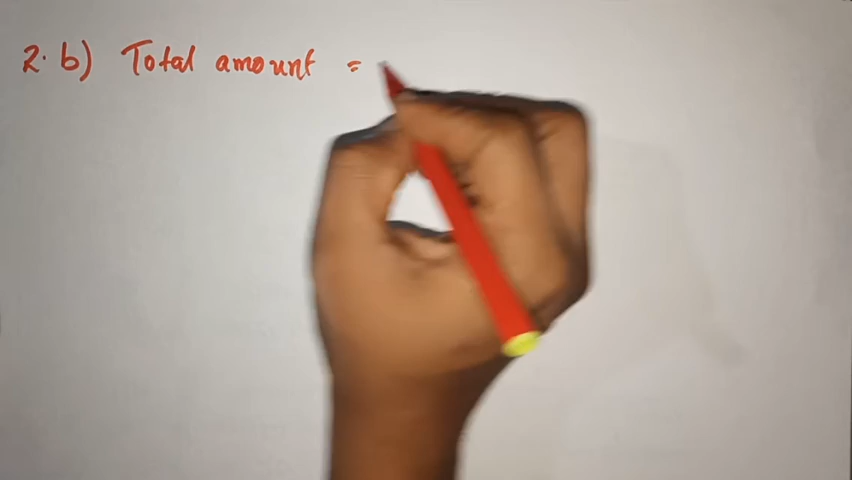 2. b) Total amount =